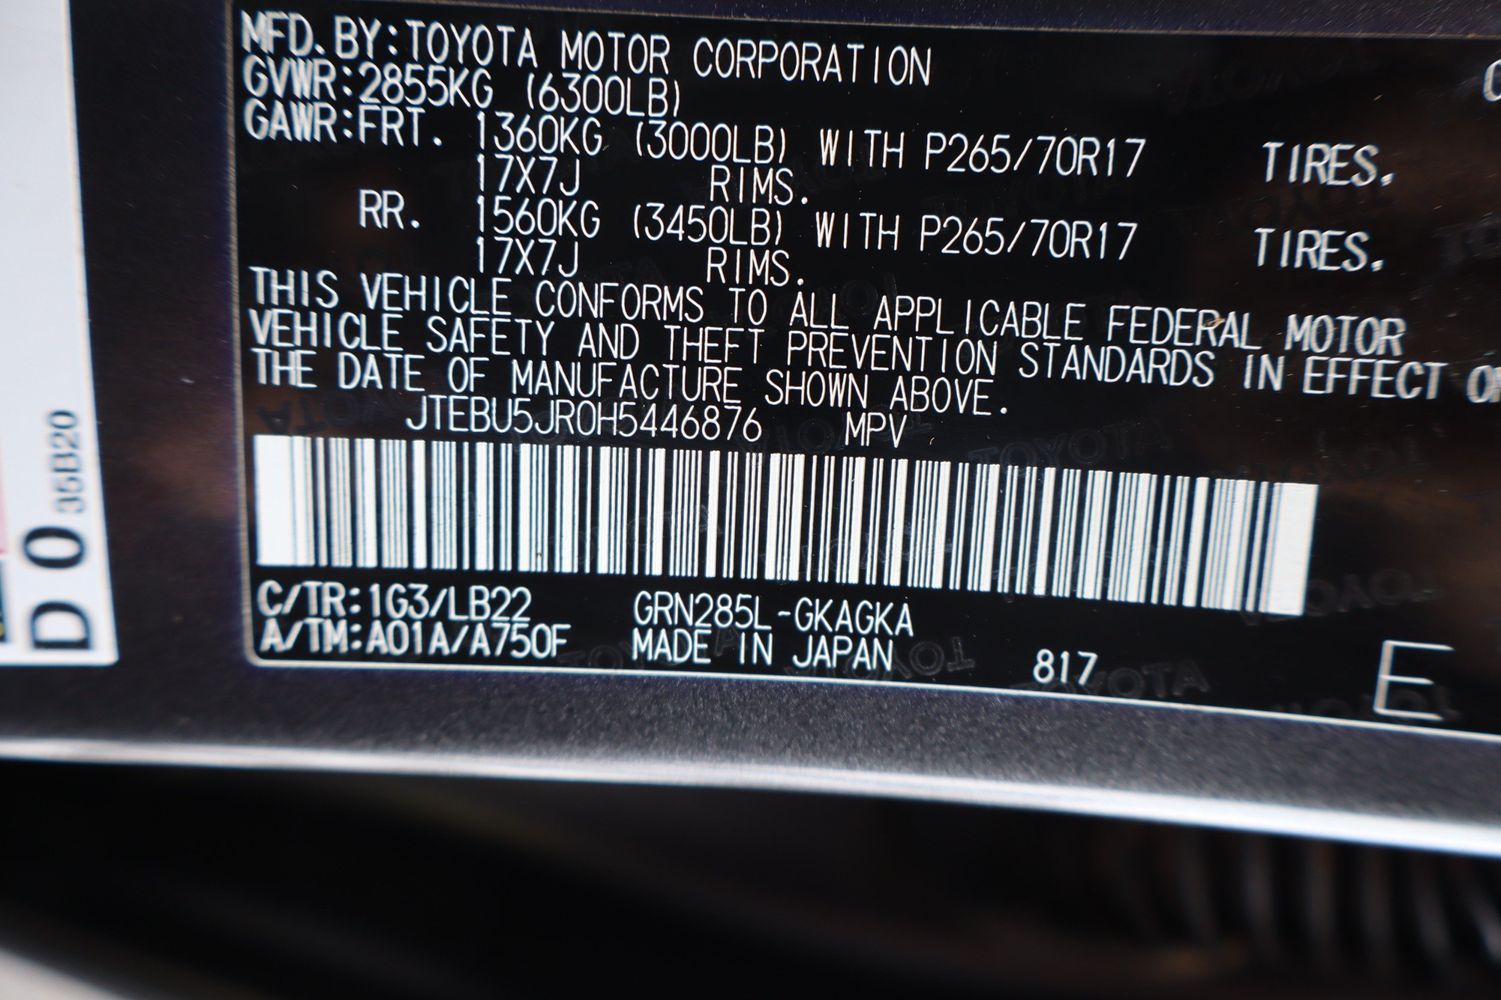 MFD. BY:TOYOTA MOTOR CORPORATION
GVWR:2855KG (6300LB)
GAWR:FRT. 1360KG (3000LB) WITH P265/70R17 TIRES.
17X7J RIMS.
RR. 1560KG (3450LB) WITH P265/70R17 TIRES.
17X7J RIMS.
THIS VEHICLE CONFORMS TO ALL APPLICABLE FEDERAL MOTOR
VEHICLE SAFETY AND THEFT PREVENTION STANDARDS IN EFFECT
THE DATE OF MANUFACTURE SHOWN ABOVE.
JTEBU5JR0H5446876 MPV
C/TR:1G3/LB22 GRN285L-GKAGKA
A/TM:A01A/A750F MADE IN JAPAN 817
E
D 0 35B20